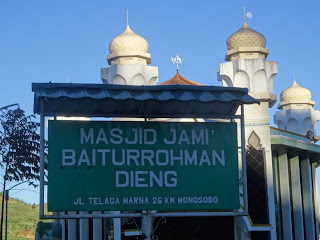 MASJID JAMI'
BAITURROHMAN
DIENG
JL TELAGA WARNA 26 KM WONOSOBO